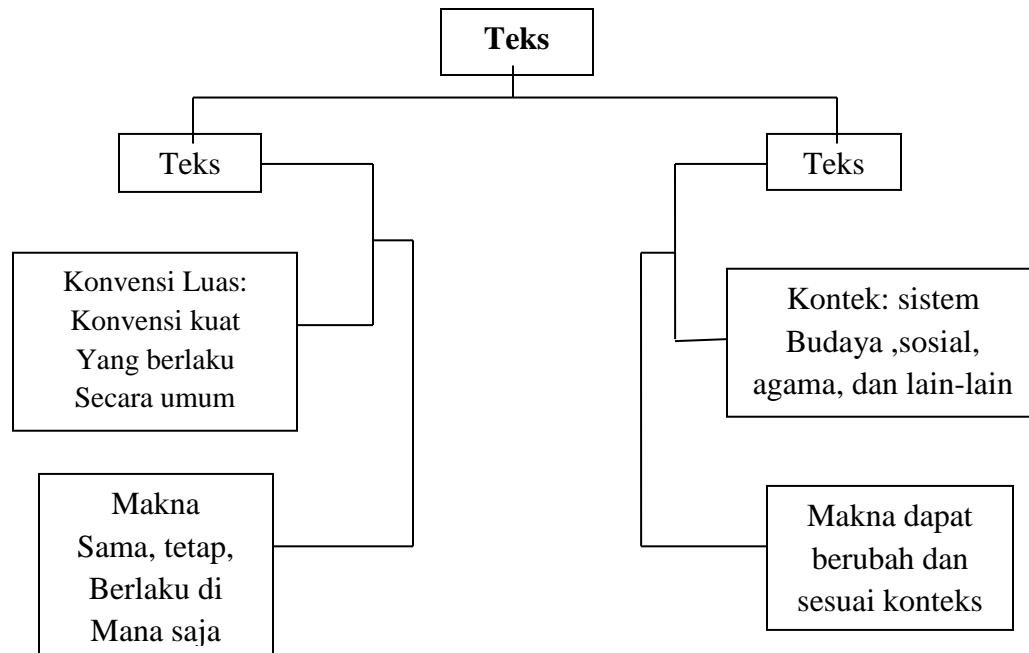 Teks
Teks
Teks
Konvensi Luas:
Konvensi kuat
Yang berlaku
Secara umum
Kontek: sistem
Budaya ,sosial,
agama, dan lain-lain
Makna
Sama, tetap,
Berlaku di
Mana saja
Makna dapat
berubah dan
sesuai konteks